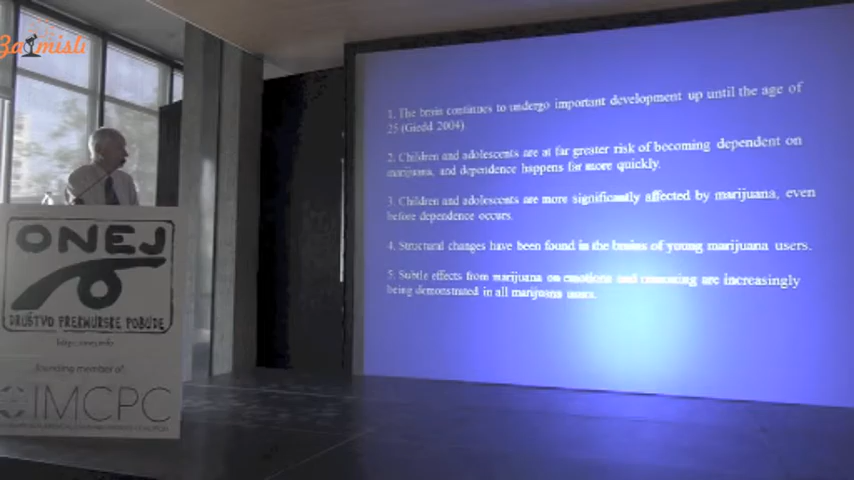 Zamisli
1. The brain continues to undergo important development up until the age of
25 (Giedd 2004)
2. Children and adolescents are at far greater risk of becoming dependent on
marijuana, and dependence happens far more quickly.
3. Children and adolescents are more significantly affected by marijuana, even
before dependence occurs.
4. Structural changes have been found in the brains of young marijuana users.
5. Subtle effects from marijuana on emotions and reasoning are increasingly
being demonstrated in all marijuana users.
ONEJ
DRUŠTVO PREKMURSKE POBUDE
founding member of
IMCPC